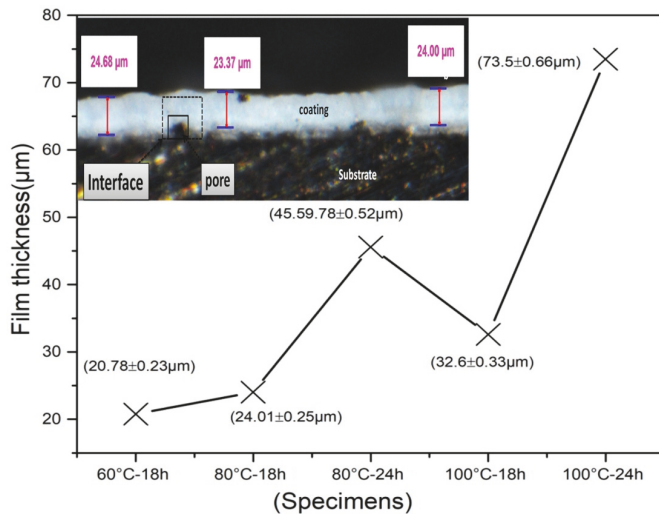 80
70
60
50
40
30
20
Film thickness(µm)
24.68 µm
23.37 µm
24.00 µm
coating
Interface
pore
Substrate
(73.5±0.66µm)
(45.59.78±0.52µm)
(32.6±0.33µm)
(20.78±0.23µm)
(24.01±0.25µm)
60°C-18h 80°C-18h 80°C-24h 100°C-18h 100°C-24h
(Specimens)